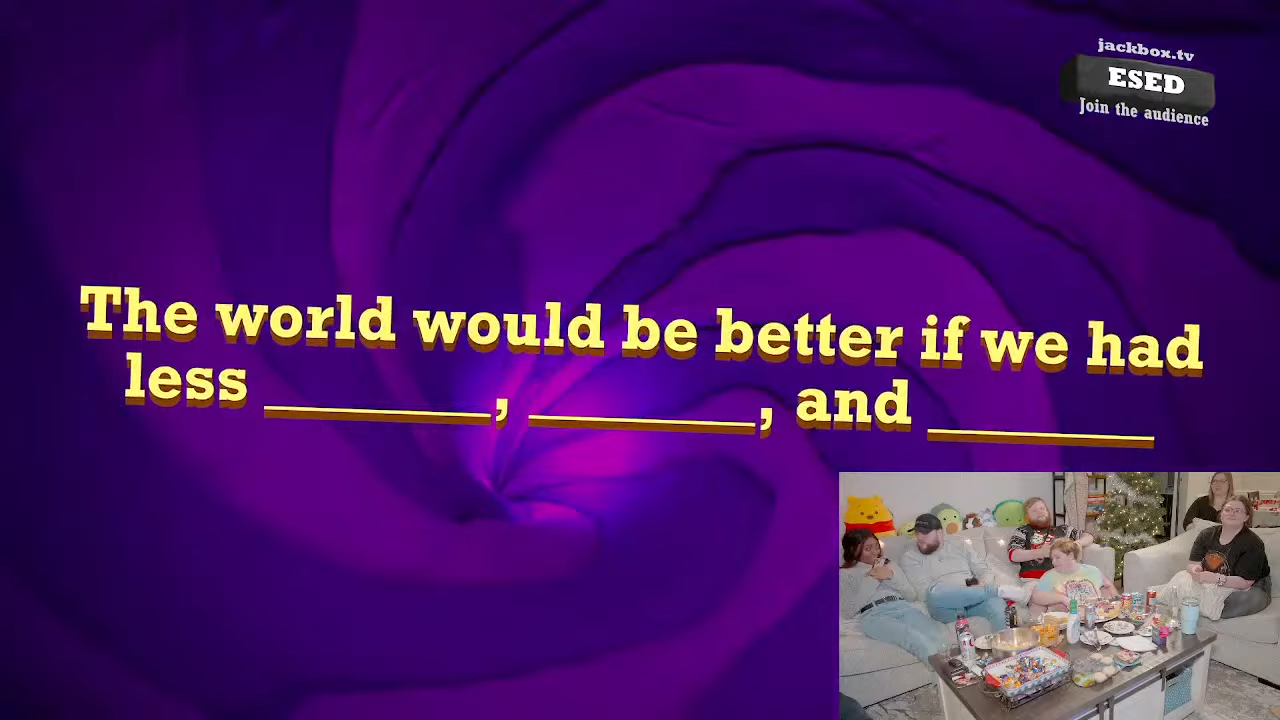 jackbox.tv
ESED
Join the audience
The world would be better if we had
less ________, ________, and ________